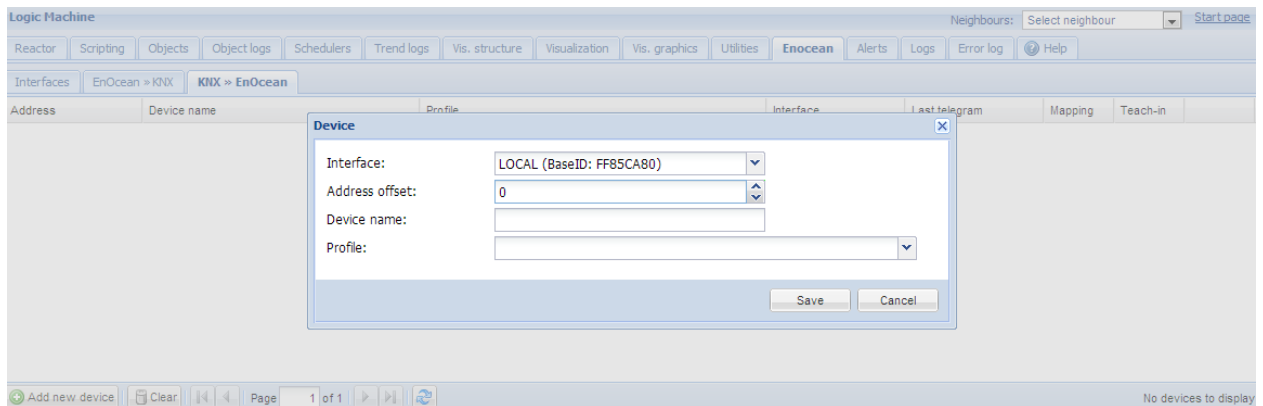 Logic Machine Neighbours: Select neighbour Start page
Reactor Scripting Objects Object logs Schedulers Trend logs Vis. structure Visualization Vis. graphics Utilities Enocean Alerts Logs Error log Help
Interfaces EnOcean » KNX KNX » EnOcean
Address Device name Profile Interface Last telegram Mapping Teach-in
Device
Interface: LOCAL (BaseID: FF85CA80)
Address offset: 0
Device name:
Profile:
Save Cancel
Add new device Clear Page 1 of 1 No devices to display